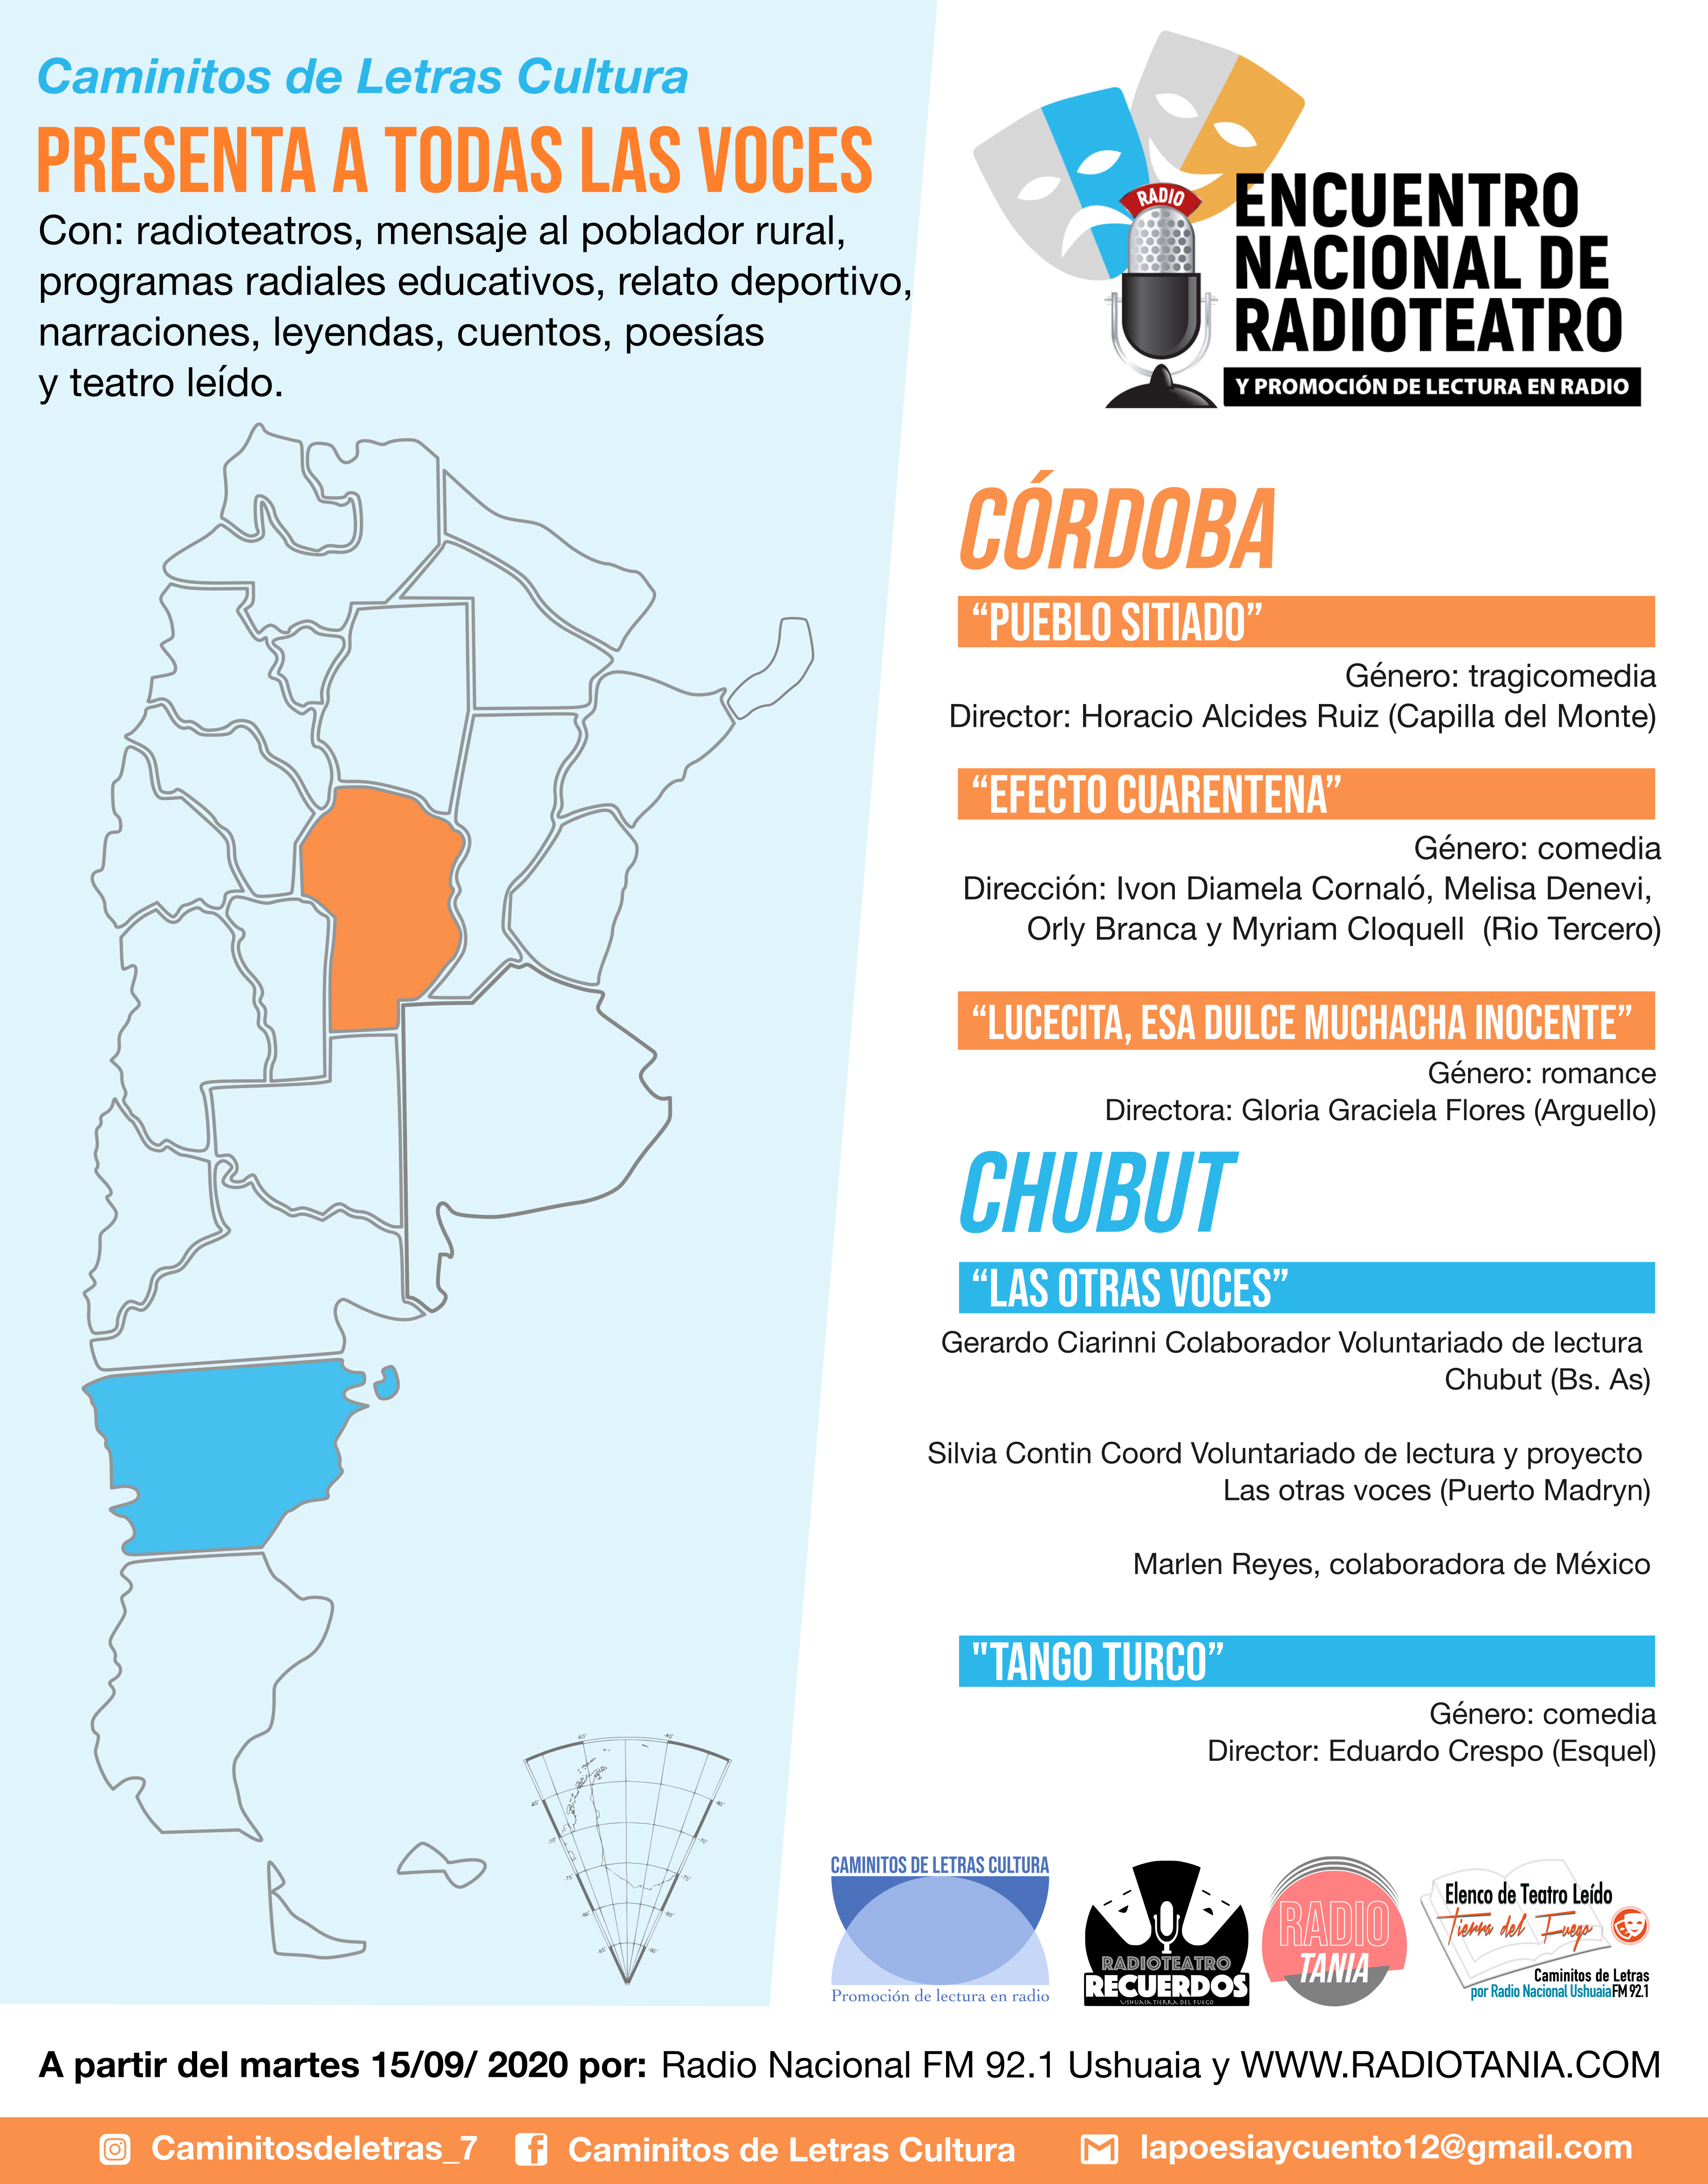 Caminitos de Letras Cultura
PRESENTA A TODAS LAS VOCES
Con: radioteatros, mensaje al poblador rural,
programas radiales educativos, relato deportivo,
narraciones, leyendas, cuentos, poesías
y teatro leído.
RADIO
ENCUENTRO
NACIONAL DE
RADIOTEATRO
Y PROMOCIÓN DE LECTURA EN RADIO
CÓRDOBA
“PUEBLO SITIADO”
Género: tragicomedia
Director: Horacio Alcides Ruiz (Capilla del Monte)
“EFECTO CUARENTENA”
Género: comedia
Dirección: Ivon Diamela Cornaló, Melisa Denevi,
Orly Branca y Myriam Cloquell (Rio Tercero)
“LUCECITA, ESA DULCE MUCHACHA INOCENTE”
Género: romance
Directora: Gloria Graciela Flores (Arguello)
CHUBUT
“LAS OTRAS VOCES”
Gerardo Ciarinni Colaborador Voluntariado de lectura
Chubut (Bs. As)
Silvia Contin Coord Voluntariado de lectura y proyecto
Las otras voces (Puerto Madryn)
Marlen Reyes, colaboradora de México
"TANGO TURCO”
Género: comedia
Director: Eduardo Crespo (Esquel)
CAMINITOS DE LETRAS CULTURA
Promoción de lectura en radio
RADIOTEATRO
RECUERDOS
USHUAIA TIERRA DEL FUEGO
RADIO
TANIA
Elenco de Teatro Leído
Tierra del Fuego
Caminitos de Letras
por Radio Nacional Ushuaia FM 92.1
A partir del martes 15/09/ 2020 por: Radio Nacional FM 92.1 Ushuaia y WWW.RADIOTANIA.COM
Caminitosdeletras_7
Caminitos de Letras Cultura
lapoesiaycuento12@gmail.com